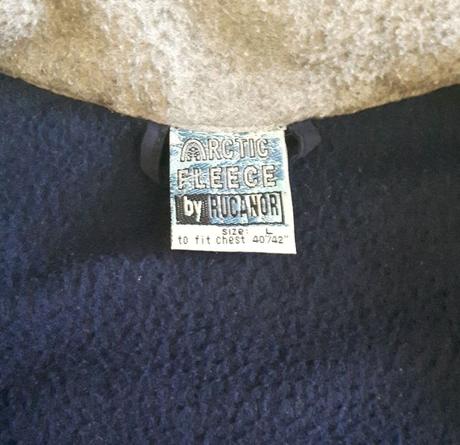 ARCTIC
FLEECE
by RUCANOR
size: L
to fit chest 40"/42"